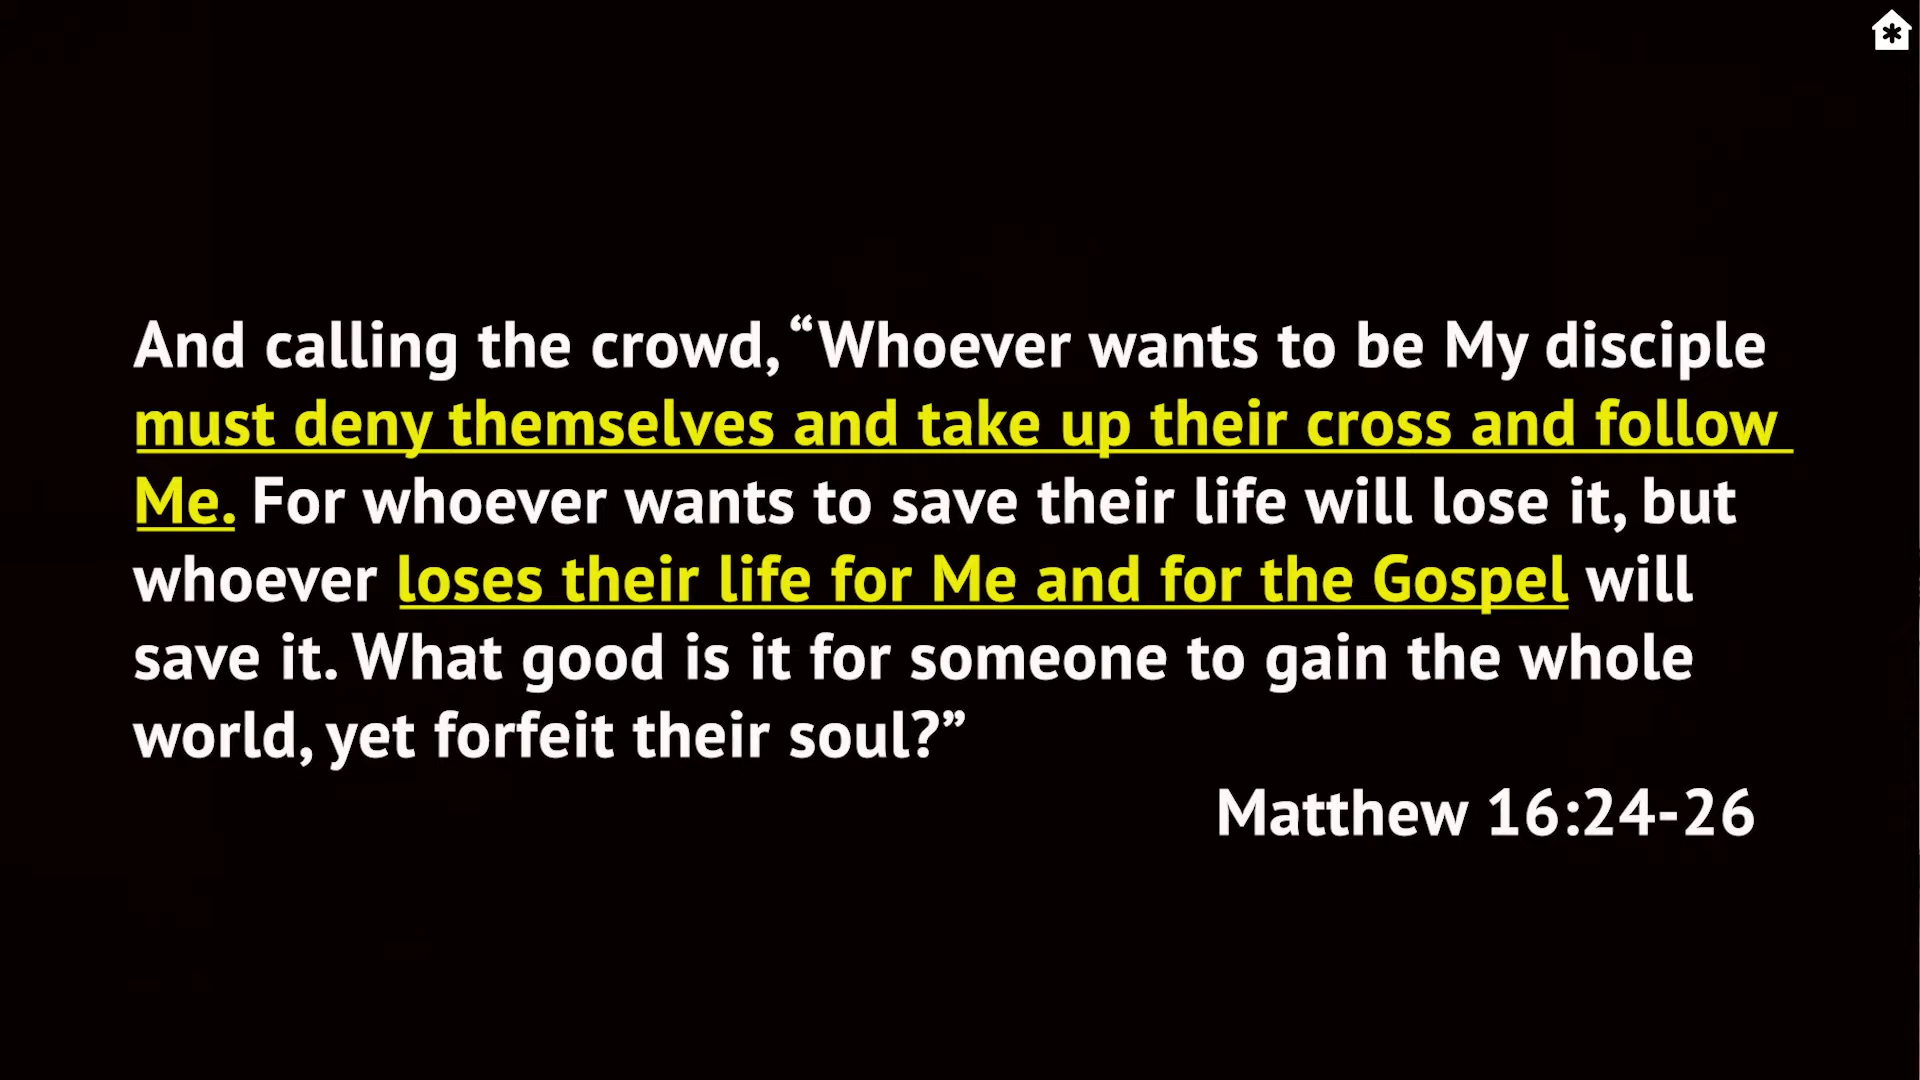 And calling the crowd, “Whoever wants to be My disciple
must deny themselves and take up their cross and follow
Me. For whoever wants to save their life will lose it, but
whoever loses their life for Me and for the Gospel will
save it. What good is it for someone to gain the whole
world, yet forfeit their soul?”
Matthew 16:24-26